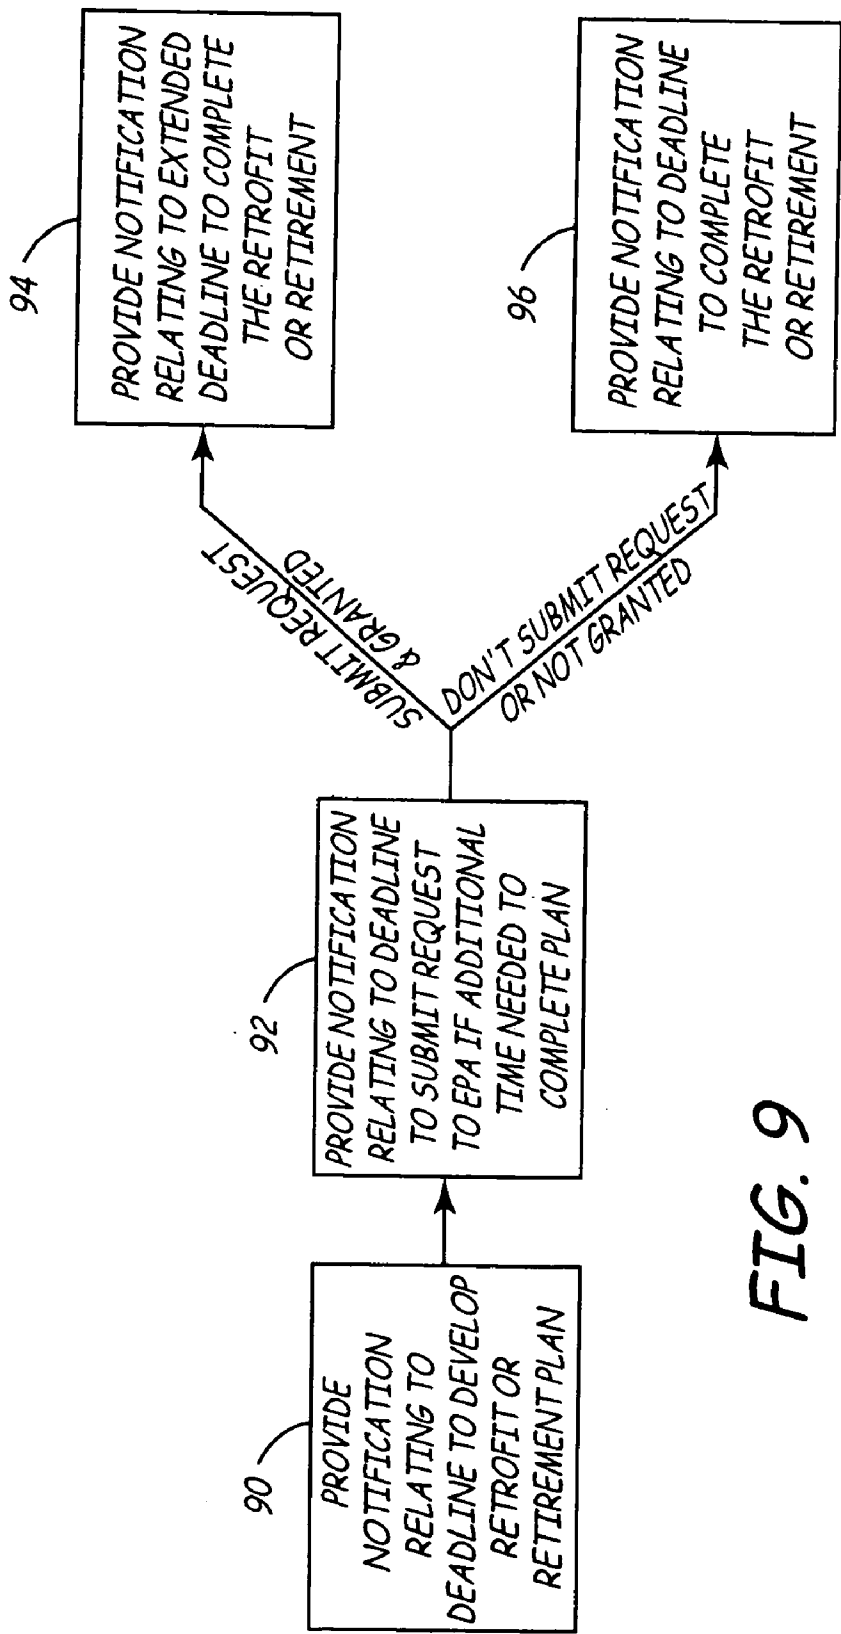 90
PROVIDE
NOTIFICATION
RELATING TO
DEADLINE TO DEVELOP
RETROFIT OR
RETIREMENT PLAN
92
PROVIDE NOTIFICATION
RELATING TO DEADLINE
TO SUBMIT REQUEST
TO EPA IF ADDITIONAL
TIME NEEDED TO
COMPLETE PLAN
SUBMIT REQUEST
& GRANTED
DON'T SUBMIT REQUEST
OR NOT GRANTED
94
PROVIDE NOTIFICATION
RELATING TO EXTENDED
DEADLINE TO COMPLETE
THE RETROFIT
OR RETIREMENT
96
PROVIDE NOTIFICATION
RELATING TO DEADLINE
TO COMPLETE
THE RETROFIT
OR RETIREMENT
FIG. 9